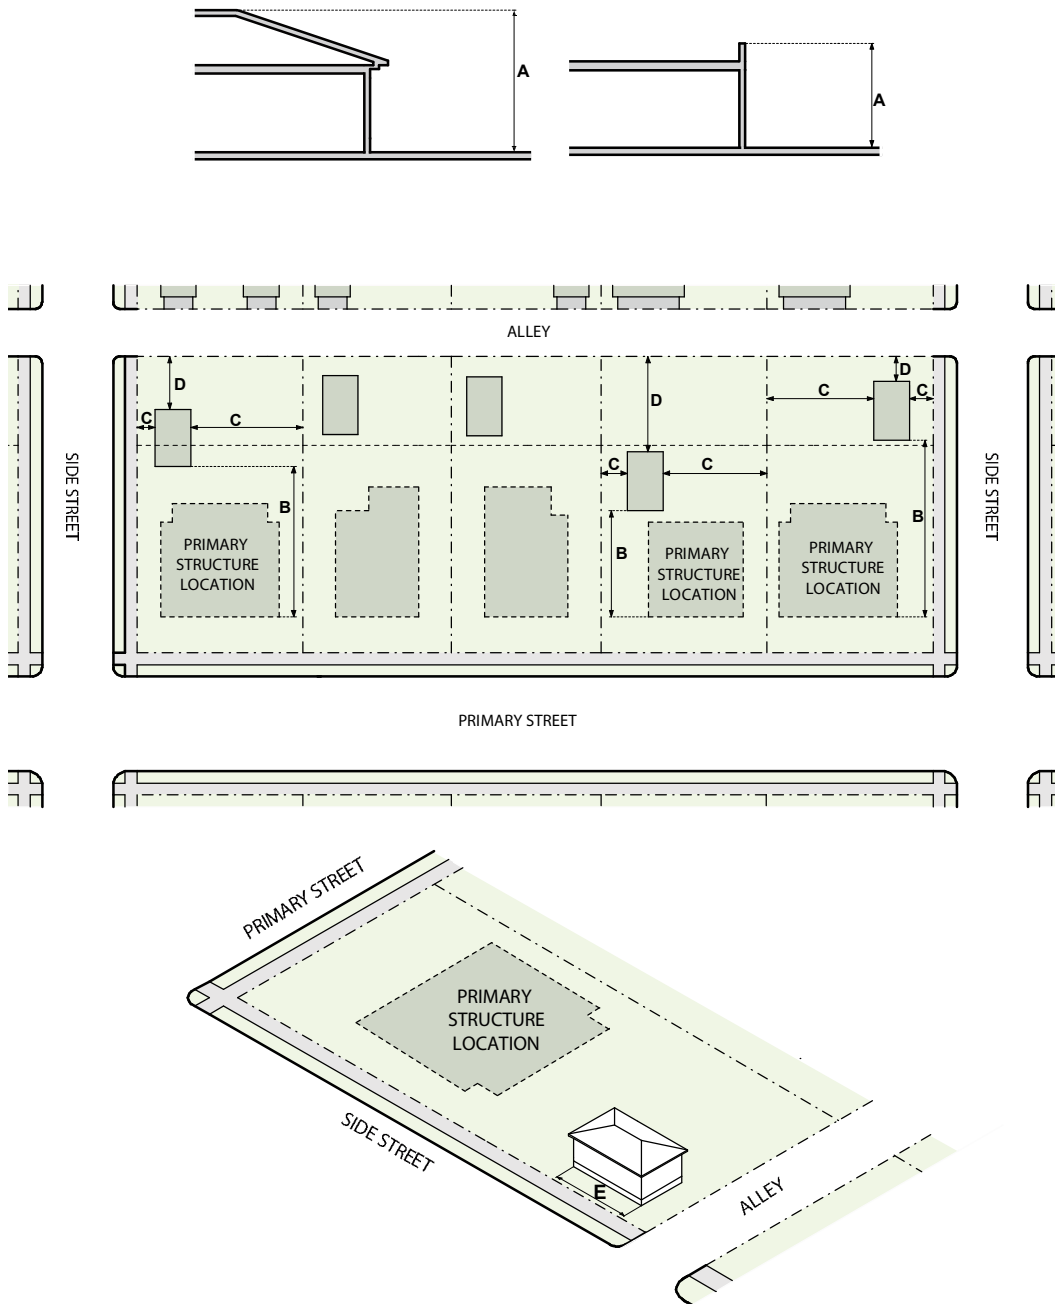 A
A
ALLEY
D
D
D
C
C
C
C
C
C
B
B
B
SIDE STREET
SIDE STREET
PRIMARY
STRUCTURE
LOCATION
PRIMARY
STRUCTURE
LOCATION
PRIMARY
STRUCTURE
LOCATION
PRIMARY STREET
PRIMARY STREET
PRIMARY
STRUCTURE
LOCATION
SIDE STREET
E
ALLEY